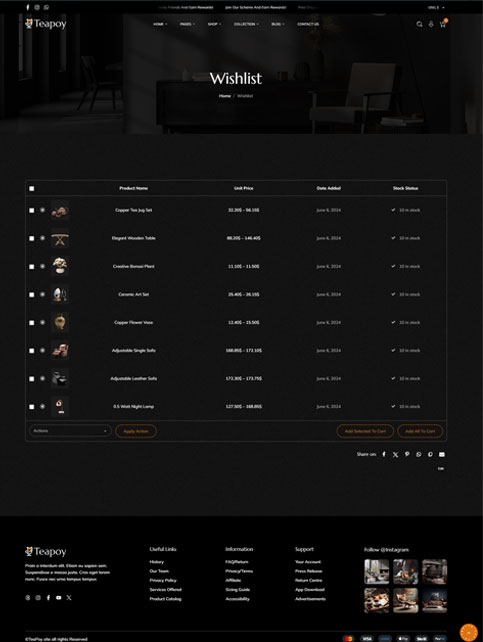 Friends And Earn Rewards! Join Our Scheme And Earn Rewards!
Teapoy
HOME PAGES SHOP COLLECTION BLOG CONTACT US
Wishlist
Home / Wishlist
Product Name Unit Price Date Added Stock Status
Copper Tea Jug Set 32.20$ - 56.15$ June 6, 2024 10 in stock
Elegant Wooden Table 88.20$ - 146.40$ June 6, 2024 10 in stock
Creative Bonsai Plant 11.10$ - 11.50$ June 6, 2024 10 in stock
Ceramic Art Set 25.40$ - 26.15$ June 6, 2024 10 in stock
Copper Flower Vase 12.40$ - 15.50$ June 6, 2024 10 in stock
Adjustable Single Sofa 168.85$ - 172.10$ June 6, 2024 10 in stock
Adjustable Leather Sofa 172.30$ - 173.75$ June 6, 2024 10 in stock
0.5 Watt Night Lamp 127.50$ - 168.85$ June 6, 2024 10 in stock
Actions Apply Action Add Selected To Cart Add All To Cart
Share on:
Teapoy Useful Links Information Support Follow @Instagram
Proin a interdum elit. Etiam eu sapien sem. History FAQ/Return Your Account
Suspendisse a massa justo. Cras eget lorem Our Team Privacy/Terms Press Release
nunc. Fusce nec urna tempus tempus. Privacy Policy Affiliate Return Centre
Services Offered Sizing Guide App Download
Product Catalog Accessibility Advertisements
©TeaPoy site all rights Reserved VISA Pay Skrill